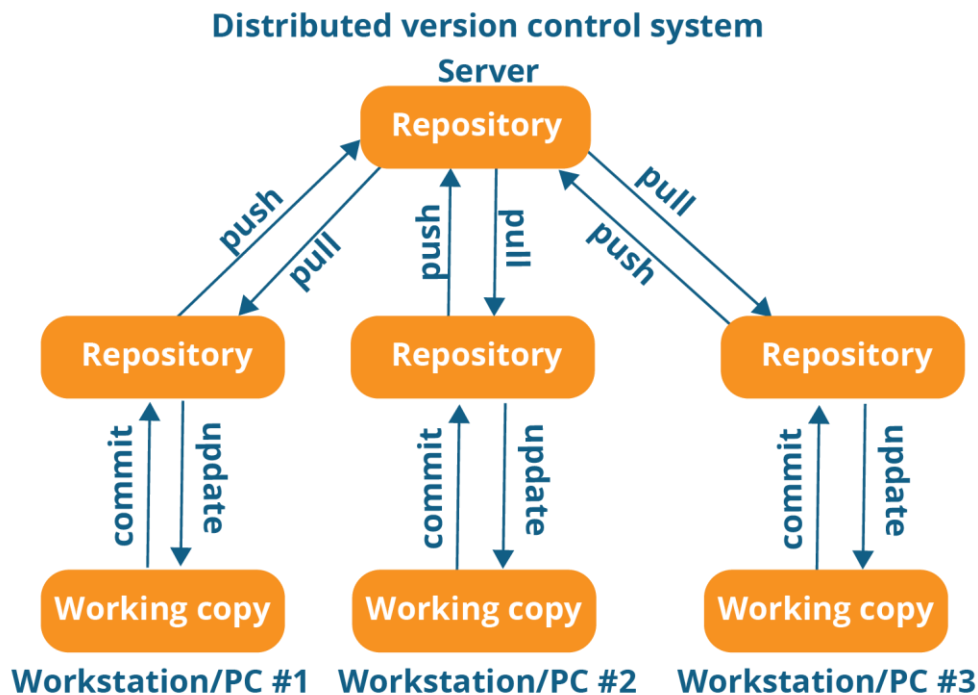 Distributed version control system
Server
Repository
push
pull
push
pull
push
pull
Repository
Repository
Repository
commit
update
commit
update
commit
update
Working copy
Working copy
Working copy
Workstation/PC #1
Workstation/PC #2
Workstation/PC #3